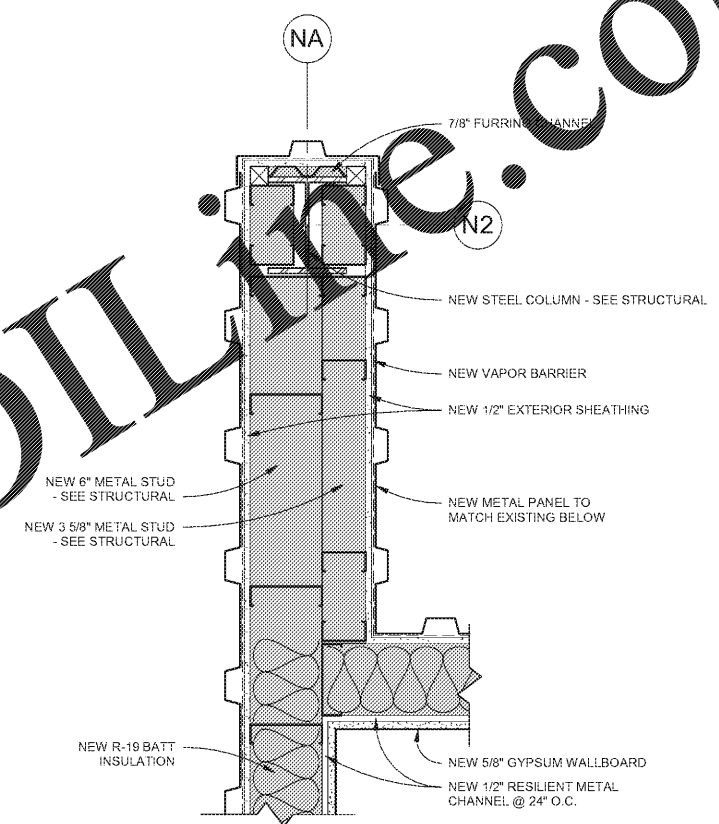 NA
7/8" FURRING CHANNEL
N2
NEW STEEL COLUMN - SEE STRUCTURAL
NEW VAPOR BARRIER
NEW 1/2" EXTERIOR SHEATHING
NEW 6" METAL STUD
- SEE STRUCTURAL
NEW METAL PANEL TO
MATCH EXISTING BELOW
NEW 3 5/8" METAL STUD
- SEE STRUCTURAL
NEW R-19 BATT
INSULATION
NEW 5/8" GYPSUM WALLBOARD
NEW 1/2" RESILIENT METAL
CHANNEL @ 24" O.C.